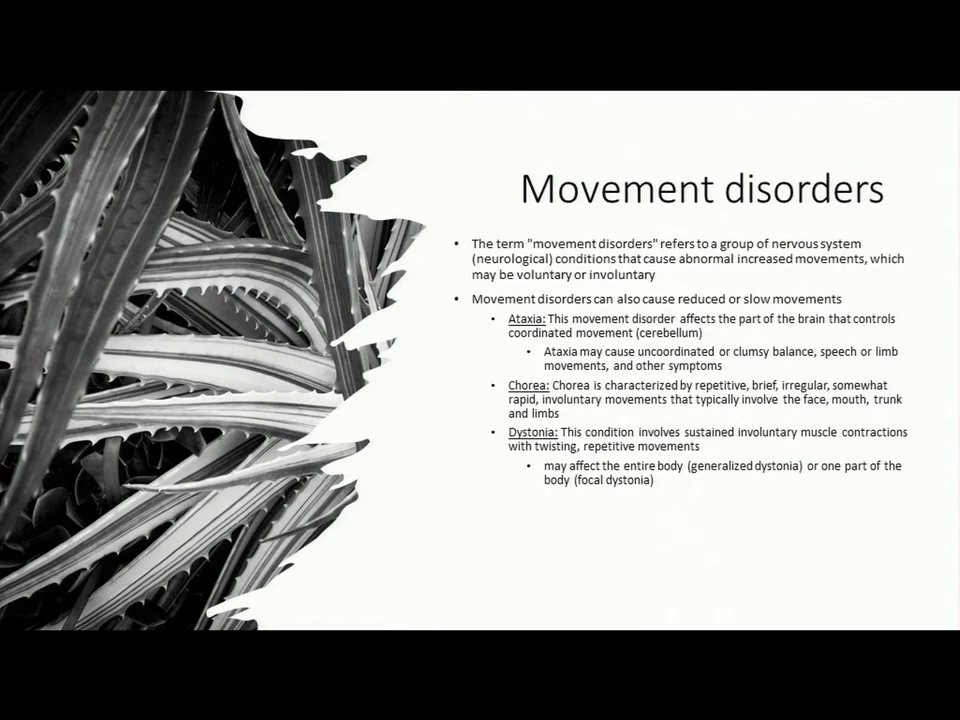 Movement disorders
• The term "movement disorders" refers to a group of nervous system
(neurological) conditions that cause abnormal increased movements, which
may be voluntary or involuntary
• Movement disorders can also cause reduced or slow movements
• Ataxia: This movement disorder affects the part of the brain that controls
coordinated movement (cerebellum)
• Ataxia may cause uncoordinated or clumsy balance, speech or limb
movements, and other symptoms
• Chorea: Chorea is characterized by repetitive, brief, irregular, somewhat
rapid, involuntary movements that typically involve the face, mouth, trunk
and limbs
• Dystonia: This condition involves sustained involuntary muscle contractions
with twisting, repetitive movements
• may affect the entire body (generalized dystonia) or one part of the
body (focal dystonia)